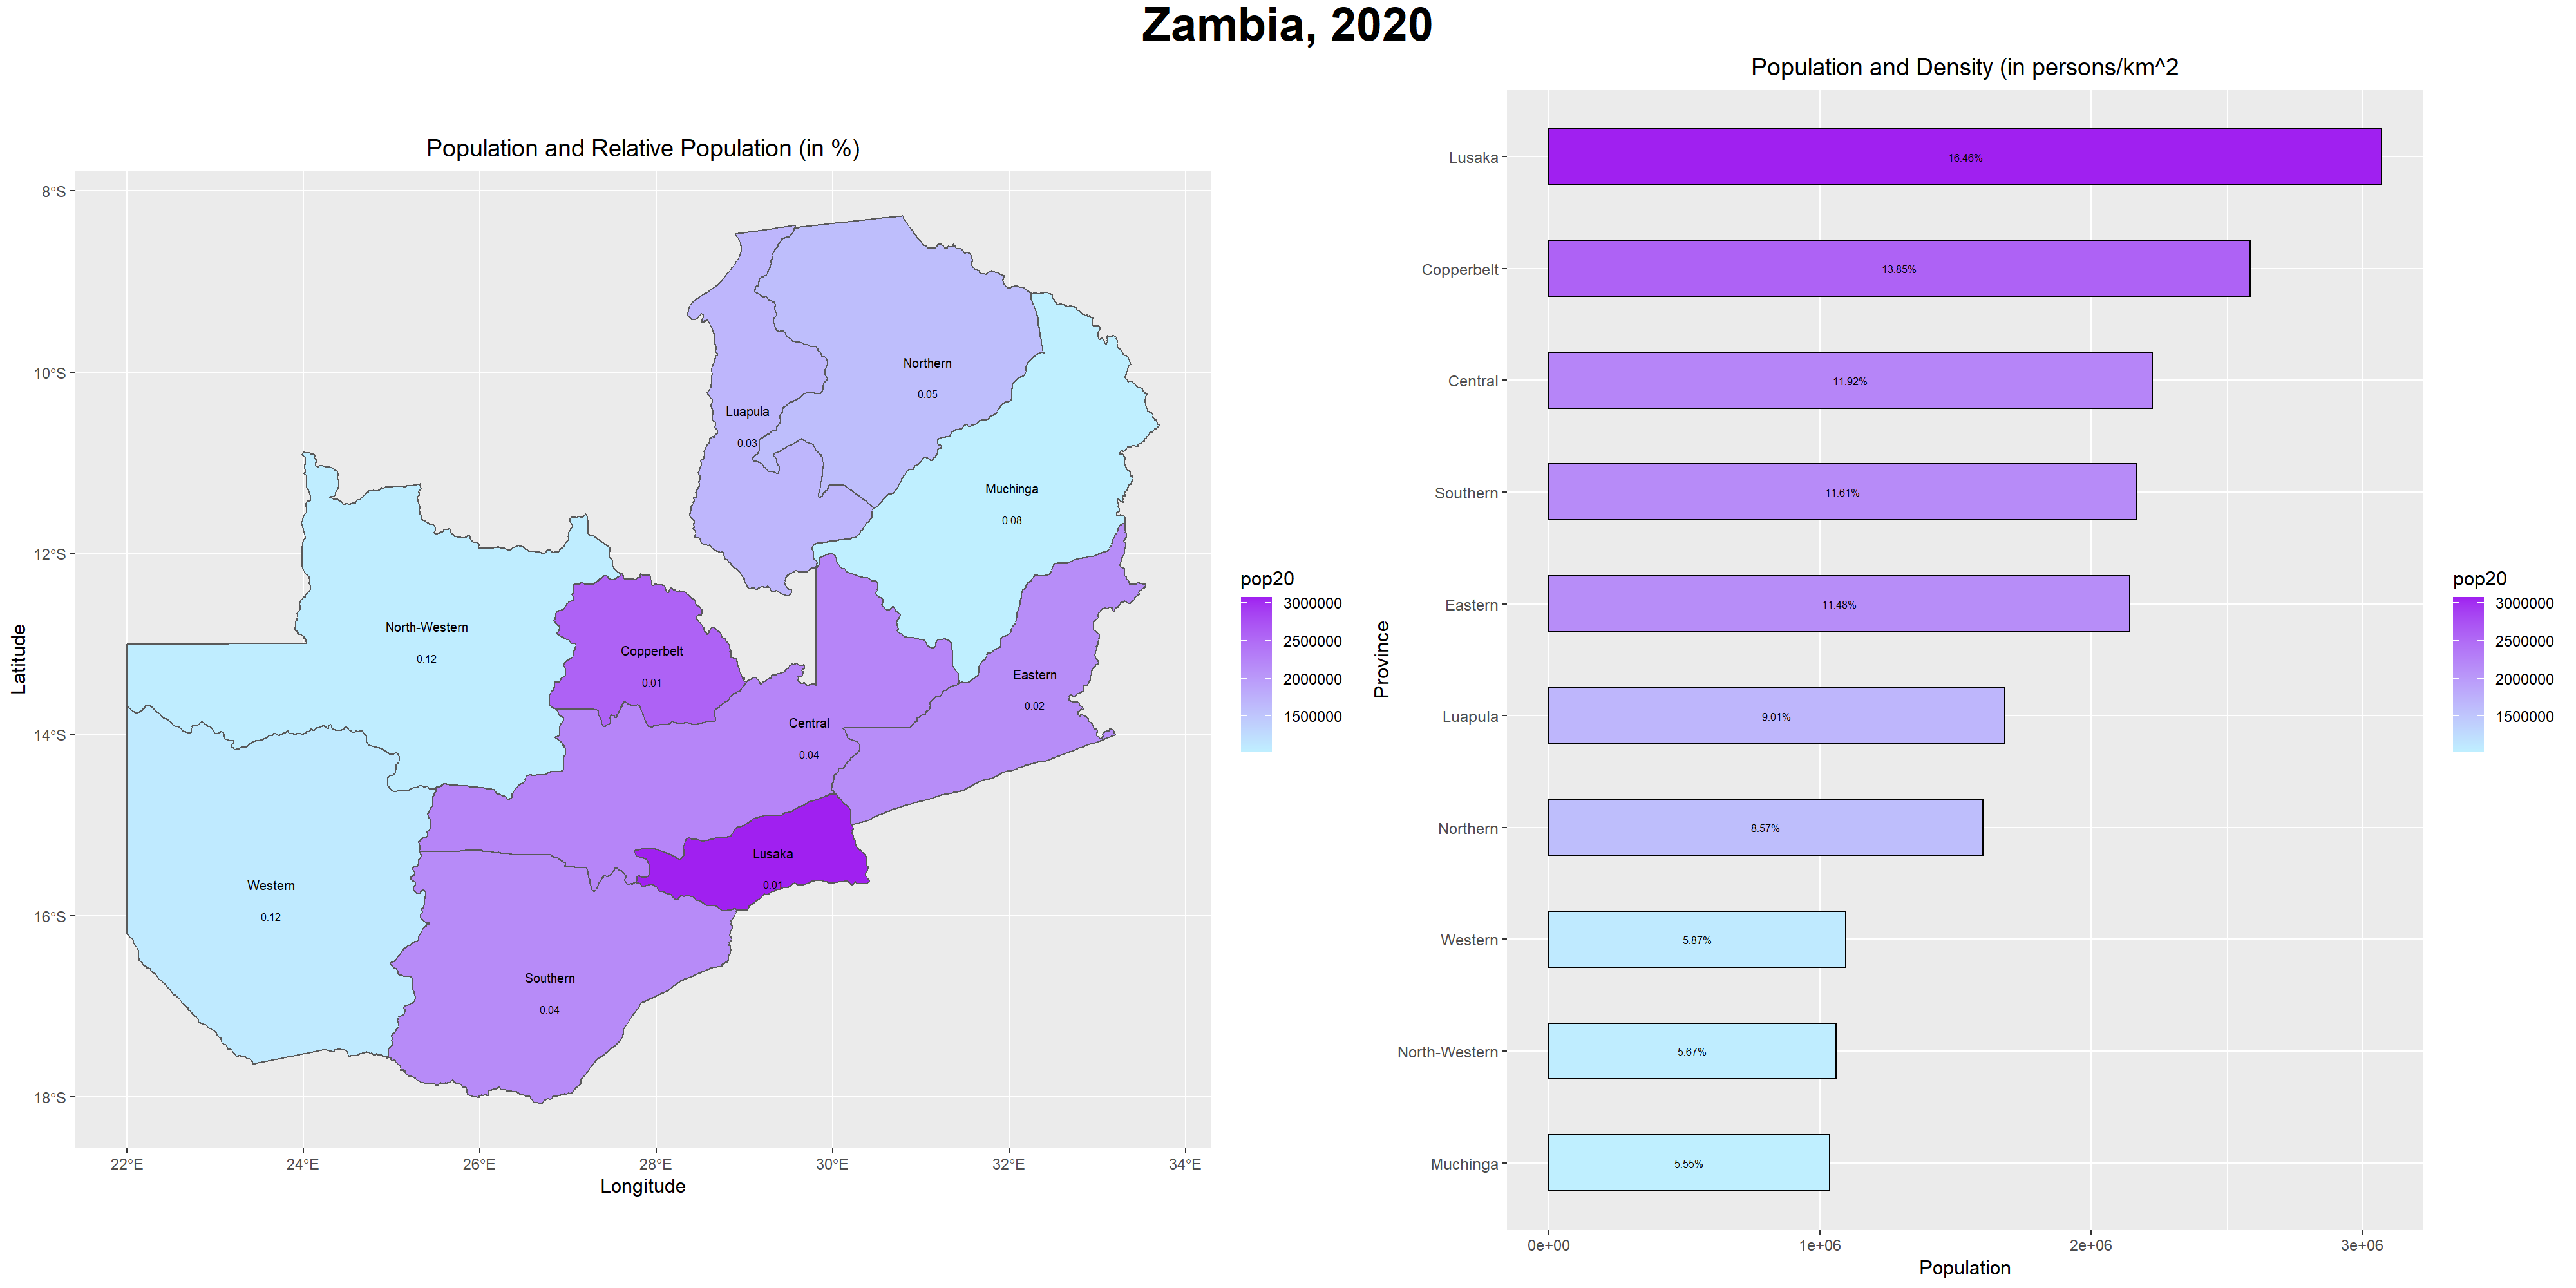 Zambia, 2020
Population and Relative Population (in %)
8°S
10°S
12°S
14°S
16°S
18°S
Latitude
Northern
0.05
Luapula
0.03
Muchinga
0.08
North-Western
0.12
Copperbelt
0.01
Eastern
0.02
Central
0.04
Lusaka
0.01
Western
0.12
Southern
0.04
22°E 24°E 26°E 28°E 30°E 32°E 34°E
Longitude
pop20
3000000
2500000
2000000
1500000
Population and Density (in persons/km^2
Province
Lusaka 16.46%
Copperbelt 13.85%
Central 11.92%
Southern 11.61%
Eastern 11.48%
Luapula 9.01%
Northern 8.57%
Western 5.87%
North-Western 5.67%
Muchinga 5.55%
0e+00 1e+06 2e+06 3e+06
Population
pop20
3000000
2500000
2000000
1500000